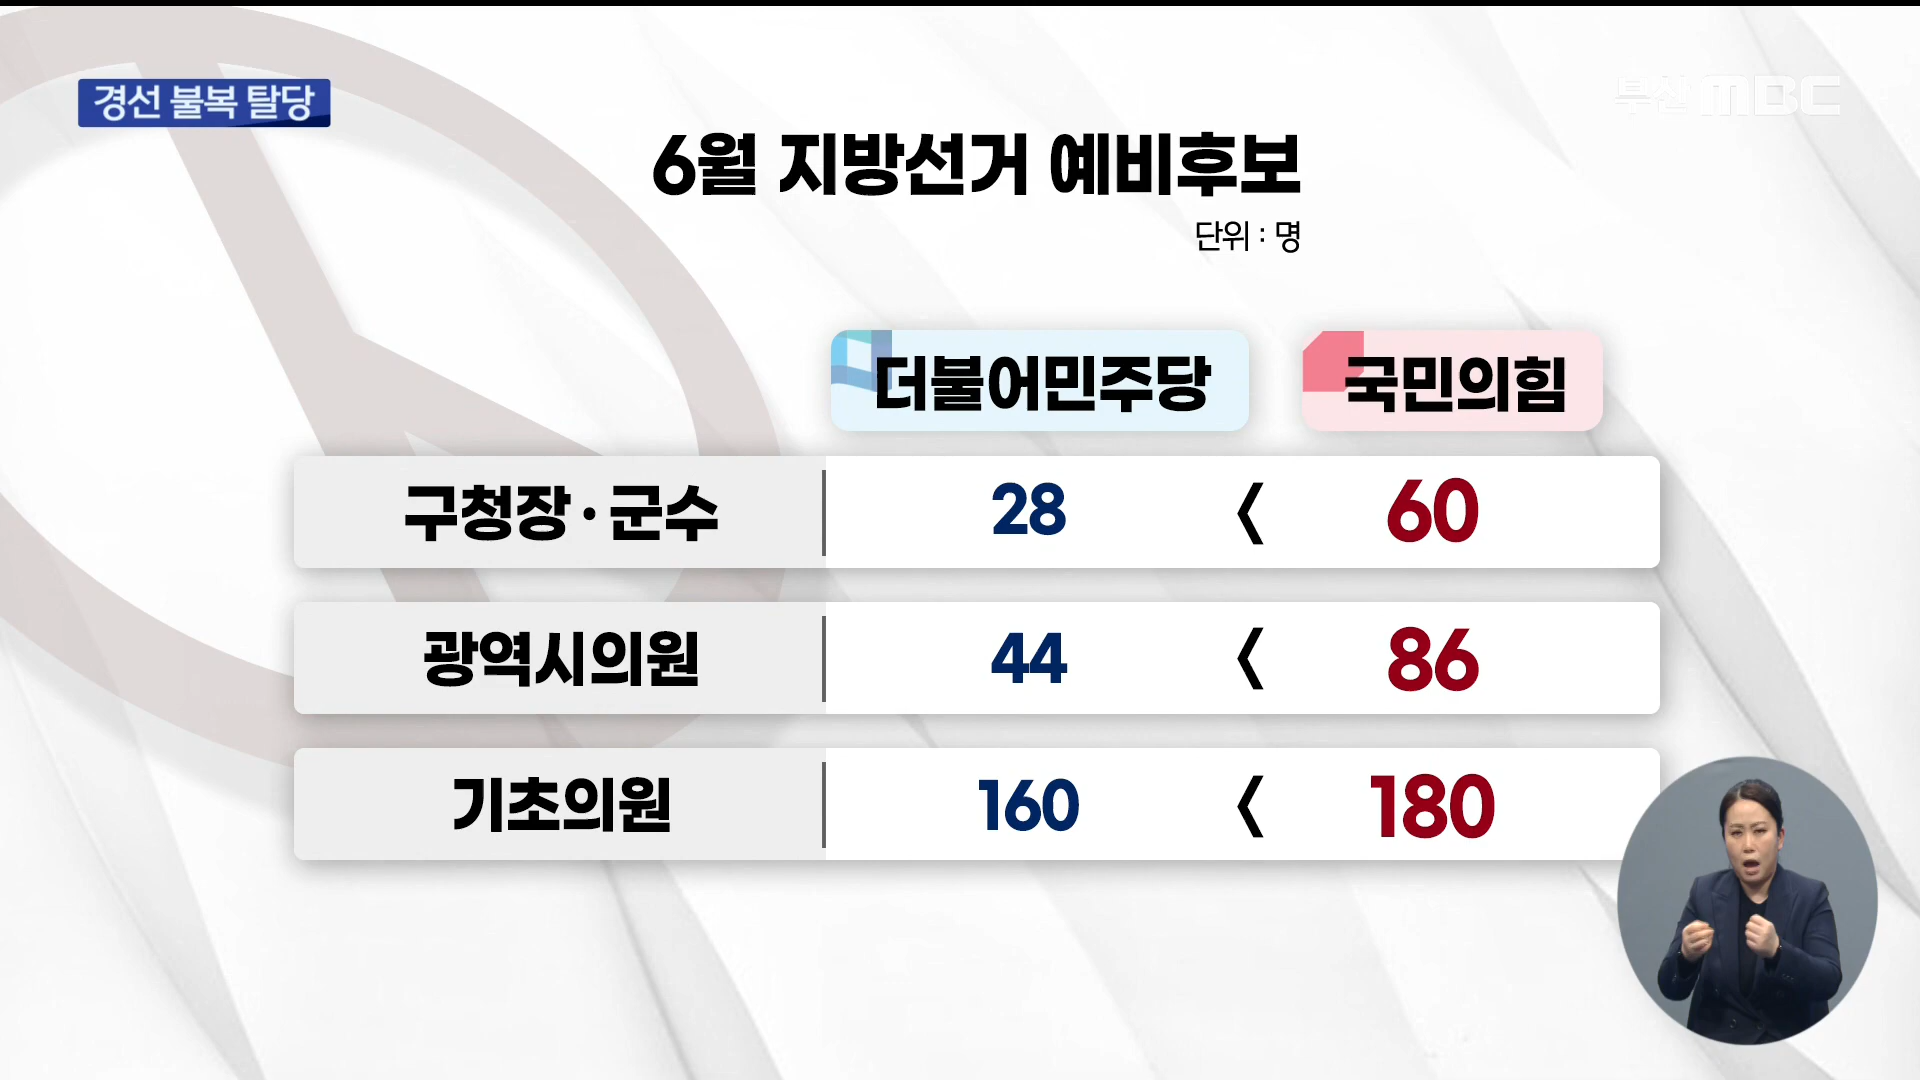 경선 불복 탈당
부산MBC
6월 지방선거 예비후보
단위 : 명
더불어민주당 국민의힘
구청장·군수 28 < 60
광역시의원 44 < 86
기초의원 160 < 180